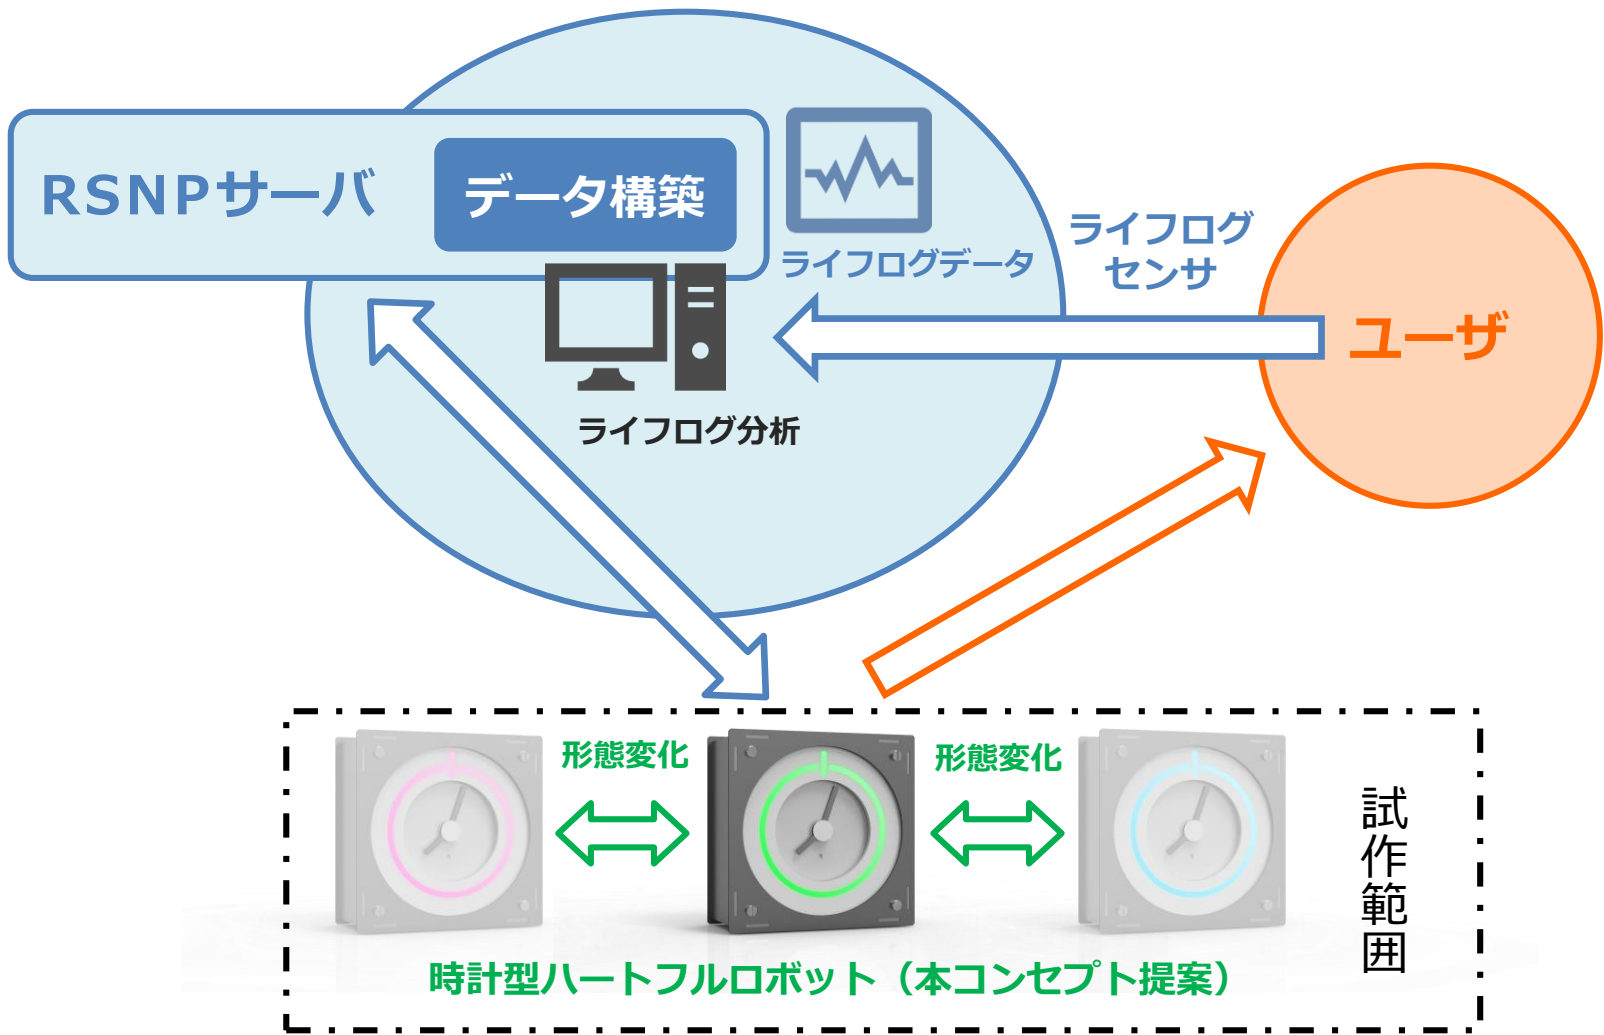 RSNPサーバ
データ構築
ライフログデータ
ライフログ
センサ
ユーザ
ライフログ分析
形態変化
形態変化
試作範囲
時計型ハートフルロボット（本コンセプト提案）